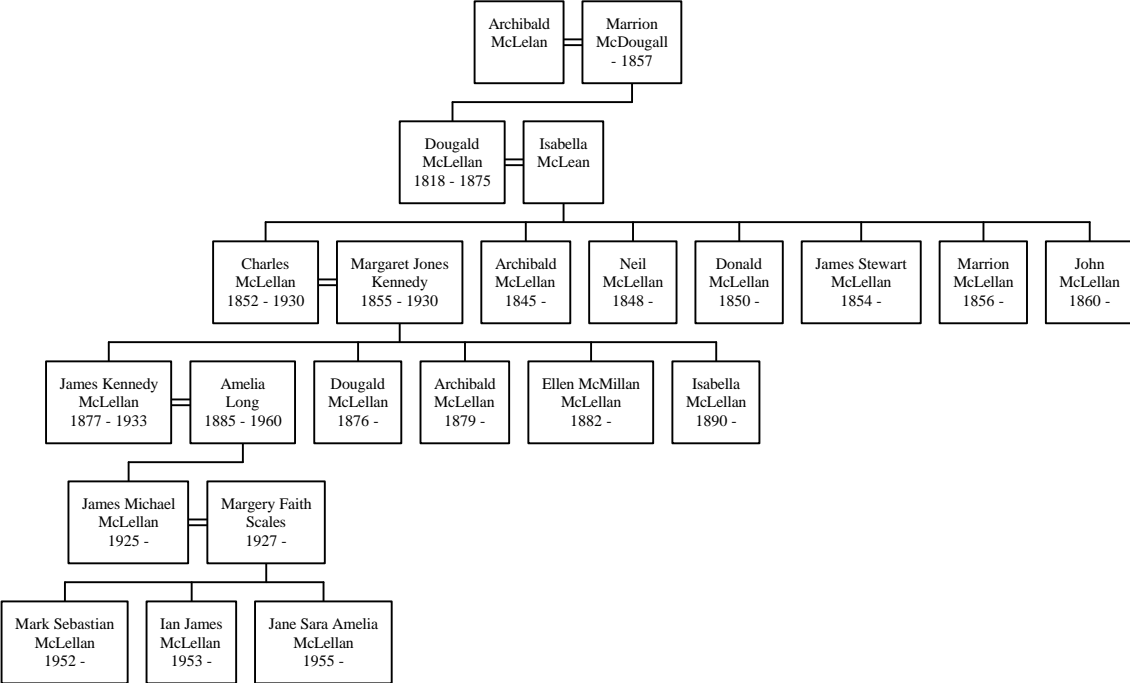 Archibald
McLelan
Marrion
McDougall
- 1857
Dougald
McLellan
1818 - 1875
Isabella
McLean
Charles
McLellan
1852 - 1930
Margaret Jones
Kennedy
1855 - 1930
Archibald
McLellan
1845 -
Neil
McLellan
1848 -
Donald
McLellan
1850 -
James Stewart
McLellan
1854 -
Marrion
McLellan
1856 -
John
McLellan
1860 -
James Kennedy
McLellan
1877 - 1933
Amelia
Long
1885 - 1960
Dougald
McLellan
1876 -
Archibald
McLellan
1879 -
Ellen McMillan
McLellan
1882 -
Isabella
McLellan
1890 -
James Michael
McLellan
1925 -
Margery Faith
Scales
1927 -
Mark Sebastian
McLellan
1952 -
Ian James
McLellan
1953 -
Jane Sara Amelia
McLellan
1955 -